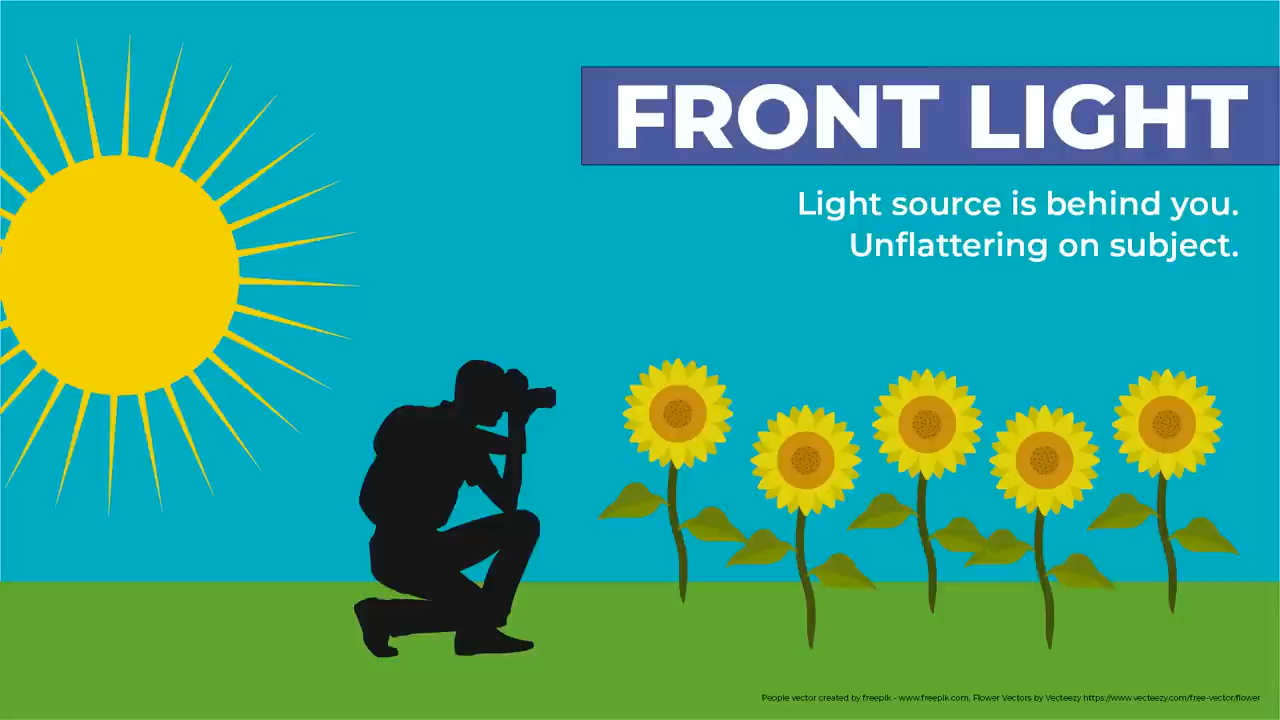 FRONT LIGHT
Light source is behind you.
Unflattering on subject.
People vector created by freepik - www.freepik.com, Flower Vectors by Vecteezy https://www.vecteezy.com/free-vector/flower